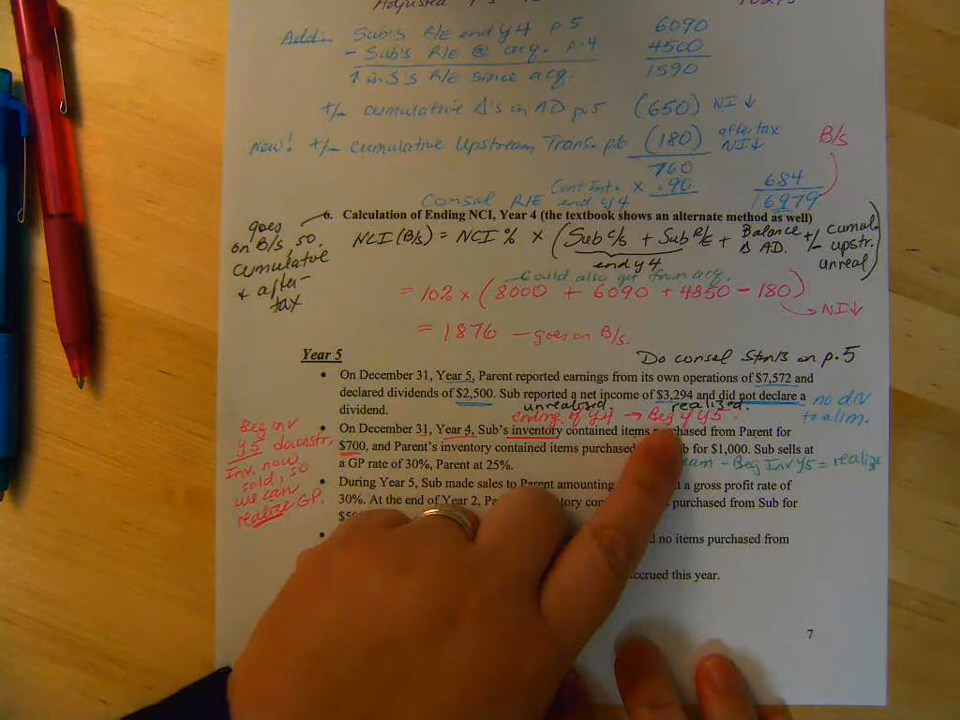 Adjusted
Add: Sub's R/E end Y4 p.5 6090
- Sub's R/E @ acq. p.4 4500
↑ in S's R/E since acq. 1590
+/- cumulative Δ's on AD p.5 (650) NI↓
New! +/- cumulative Upstream Trans. p.6 (180) after tax NI↓
760
x .90 684
Consol R/E end Y4 16979
B/S
6. Calculation of Ending NCI, Year 4 (the textbook shows an alternate method as well)
goes on B/S, so cumulative & after-tax
NCI (B/S) = NCI % x (Sub C/S + Sub R/E + Balance Δ AD. +/- cumul. upstr. unreal)
end Y4
Could also get from acq.
= 102 x (8000 + 6090 + 4850 - 180)
NI↓
= 1876 - goes on B/S.
Year 5
Do consol Stmts on p.5
• On December 31, Year 5, Parent reported earnings from its own operations of $7,572 and
declared dividends of $2,500. Sub reported a net income of $3,294 and did not declare a
dividend.
no div to elim.
unrealized realized.
ending of Y4 → Beg Y Y5
• On December 31, Year 4, Sub's inventory contained items purchased from Parent for
$700, and Parent's inventory contained items purchased for $1,000. Sub sells at
a GP rate of 30%, Parent at 25%.
- Beg Inv Y5 = realize
Beg inv
Y5 downstr.
Inv. now
sold, so
we can
realize GP.
• During Year 5, Sub made sales to Parent amounting a gross profit rate of
30%. At the end of Year 2, purchased from Sub for
no items purchased from
accrued this year.
7